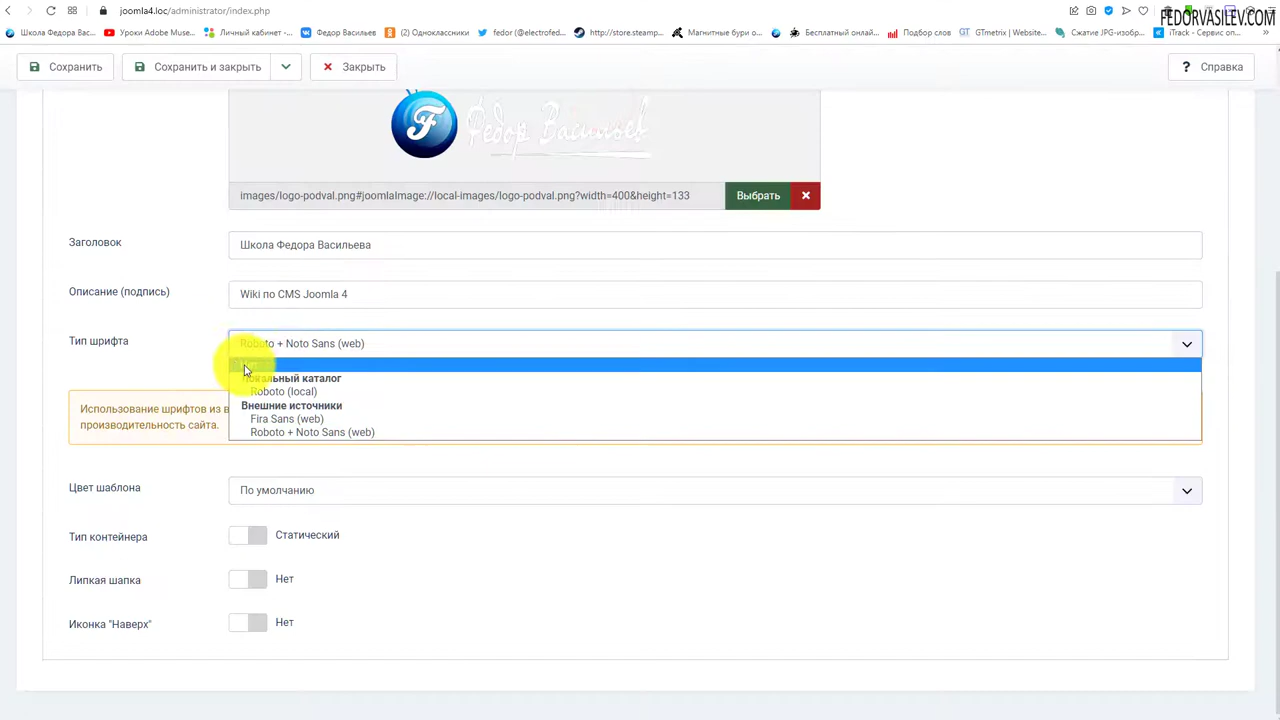 joomla4.loc/administrator/index.php
FEDORVASILEV.COM
Школа Федора Вас...
Уроки Adobe Muse...
Личный кабинет -...
Федор Васильев
(2) Одноклассники
fedor (@electrofed...
http://store.steamp...
Магнитные бури о...
Бесплатный онлай...
Подбор слов
GTmetrix | Website...
Сжатие JPG-изобр...
iTrack - Сервис оп...
Сохранить
Сохранить и закрыть
Закрыть
Справка
F Федор Васильев
images/logo-podval.png#joomlaImage://local-images/logo-podval.png?width=400&height=133
Выбрать
Заголовок
Школа Федора Васильева
Описание (подпись)
Wiki по CMS Joomla 4
Тип шрифта
Roboto + Noto Sans (web)
Локальный каталог
Roboto (local)
Внешние источники
Fira Sans (web)
Roboto + Noto Sans (web)
Использование шрифтов из в
производительность сайта.
Цвет шаблона
По умолчанию
Тип контейнера
Статический
Липкая шапка
Нет
Иконка "Наверх"
Нет